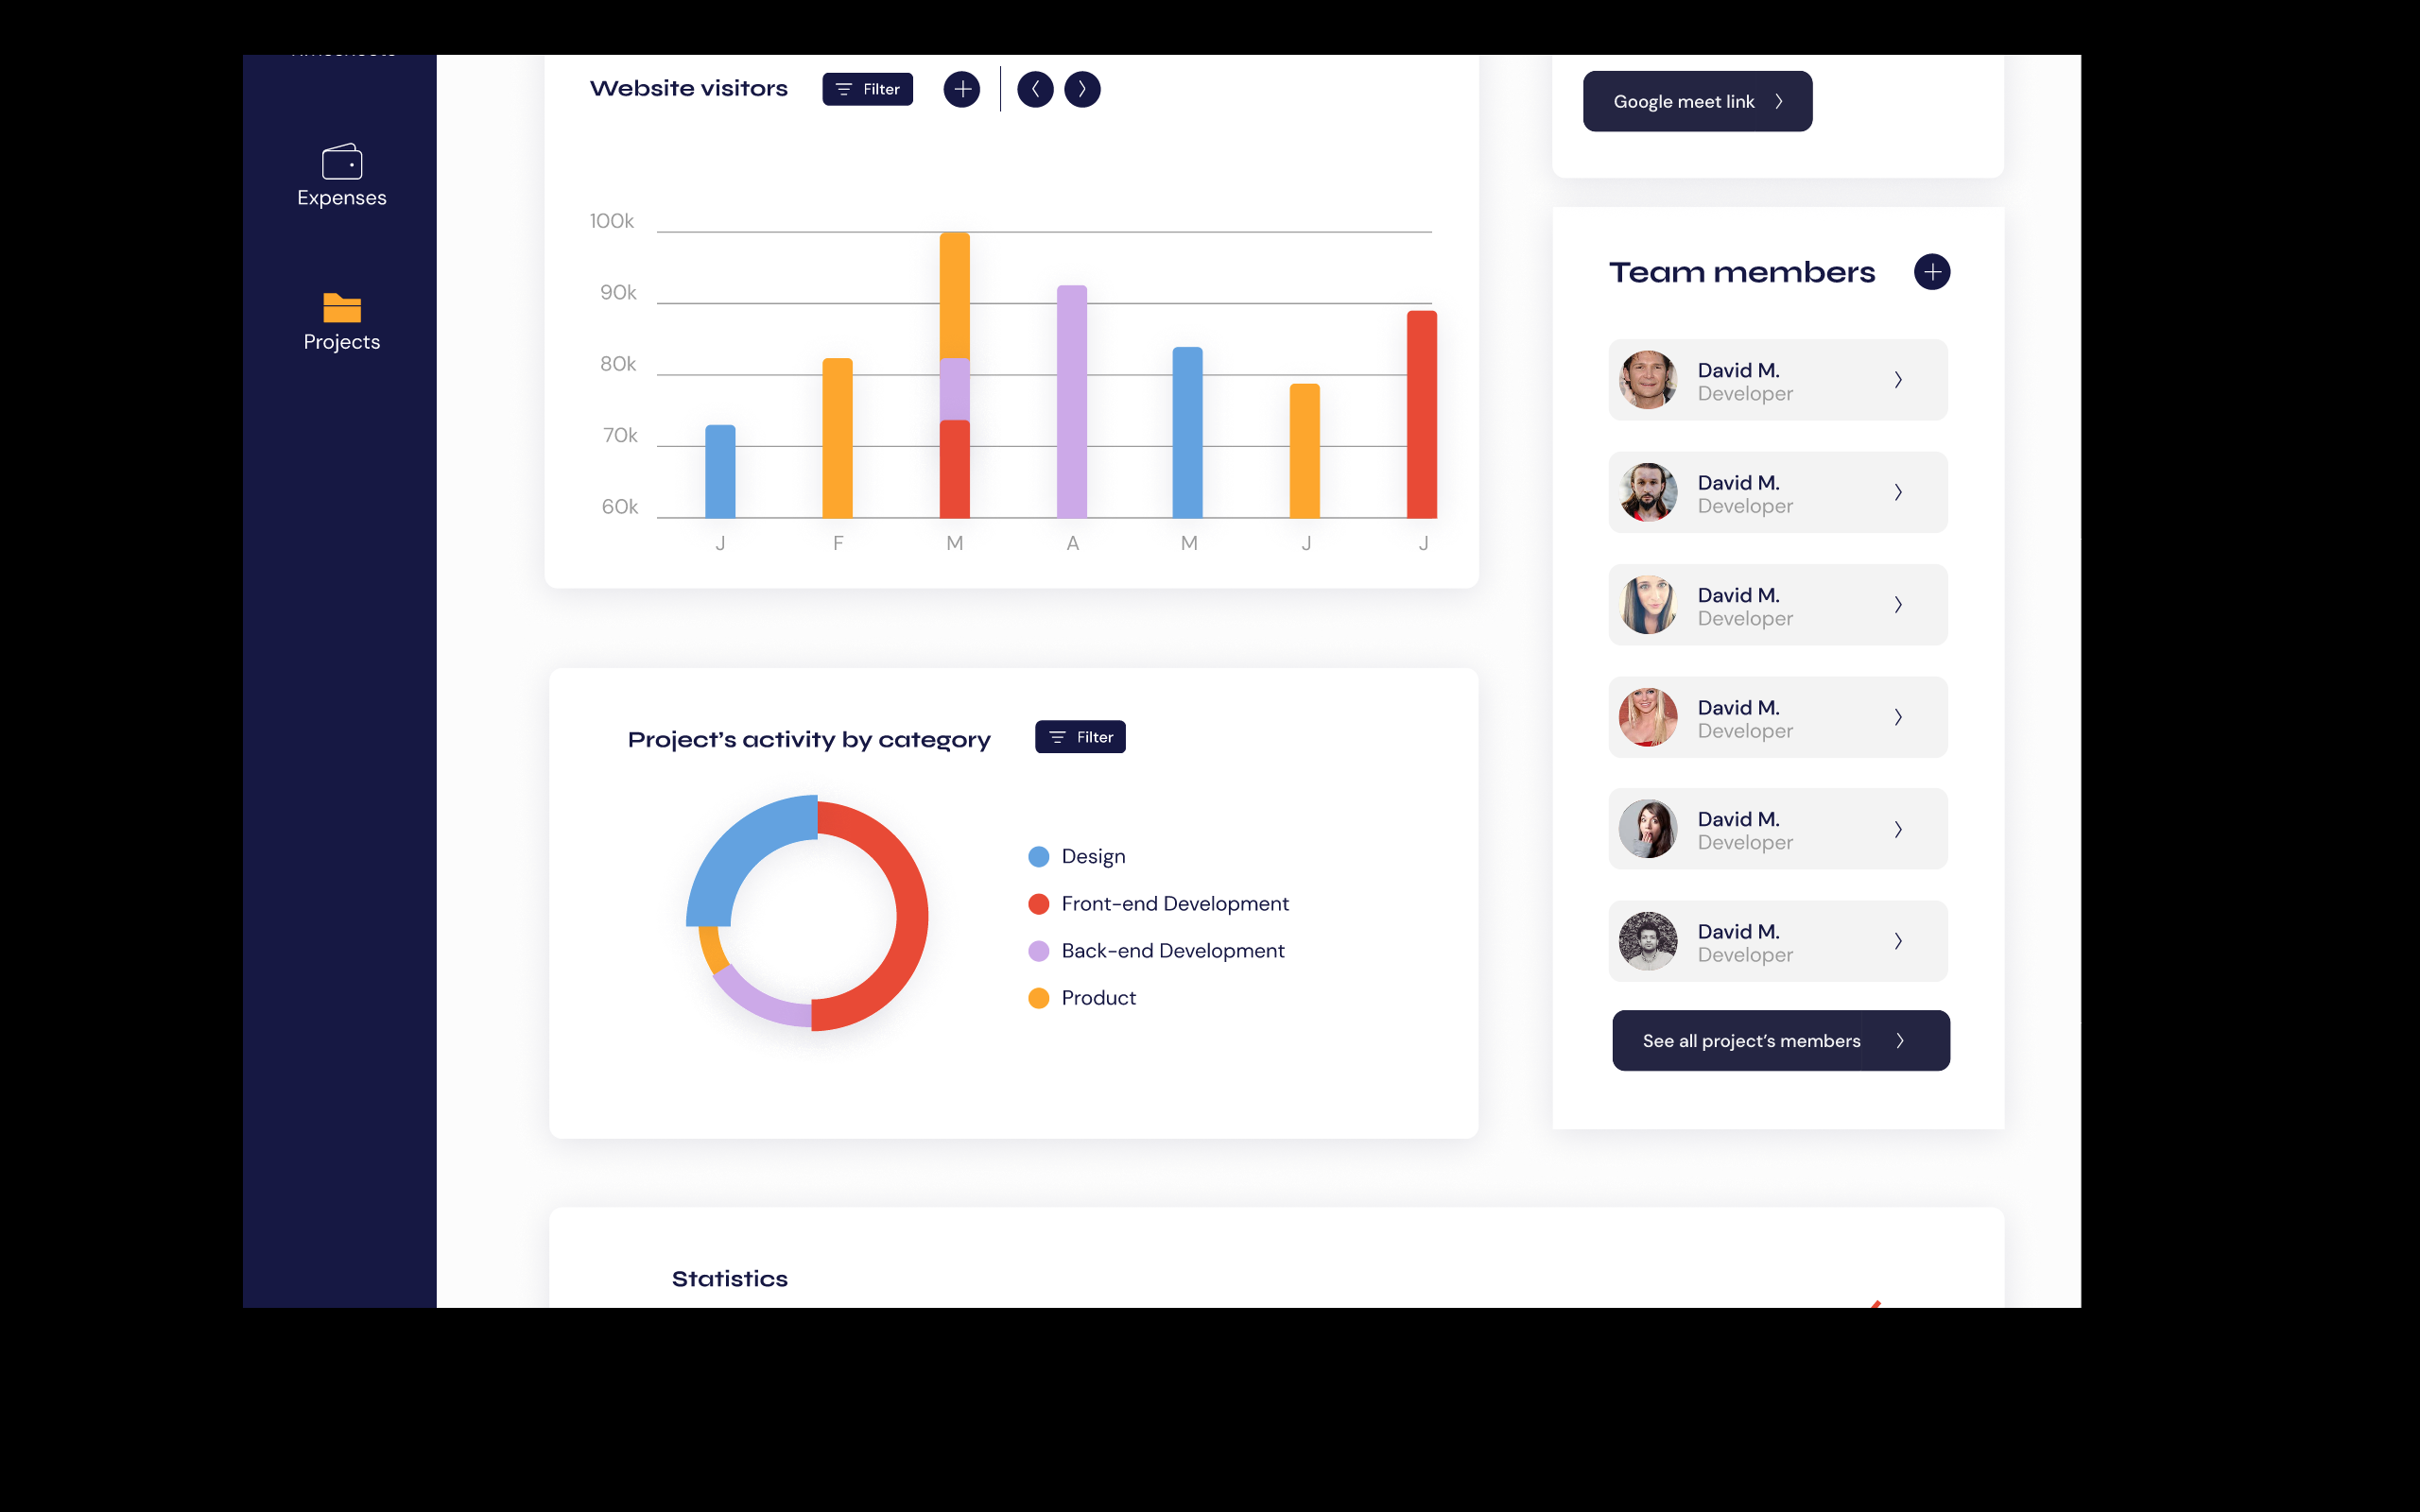 Expenses
Projects
Website visitors
Filter
100k
90k
80k
70k
60k
J F M A M J J
Project’s activity by category
Filter
Design
Front-end Development
Back-end Development
Product
Statistics
Google meet link
Team members
David M.
Developer
David M.
Developer
David M.
Developer
David M.
Developer
David M.
Developer
David M.
Developer
See all project’s members